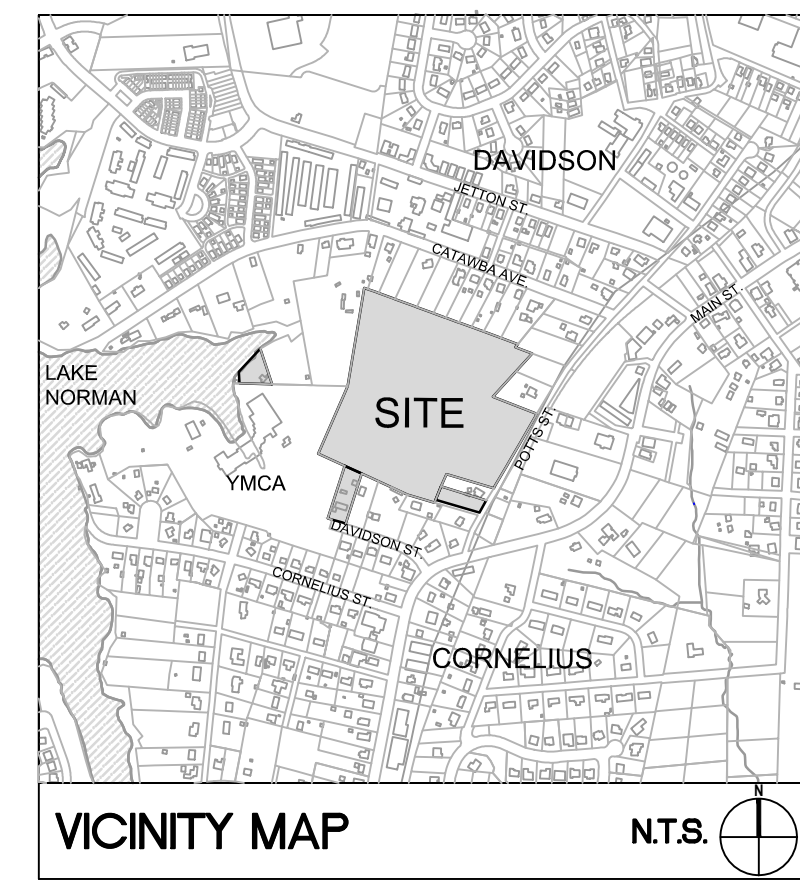 DAVIDSON
JETTON ST.
CATAWBA AVE.
MAIN ST.
LAKE
NORMAN
SITE
POTTS ST.
YMCA
DAVIDSON ST.
CORNELIUS ST.
CORNELIUS
VICINITY MAP
N.T.S.
N